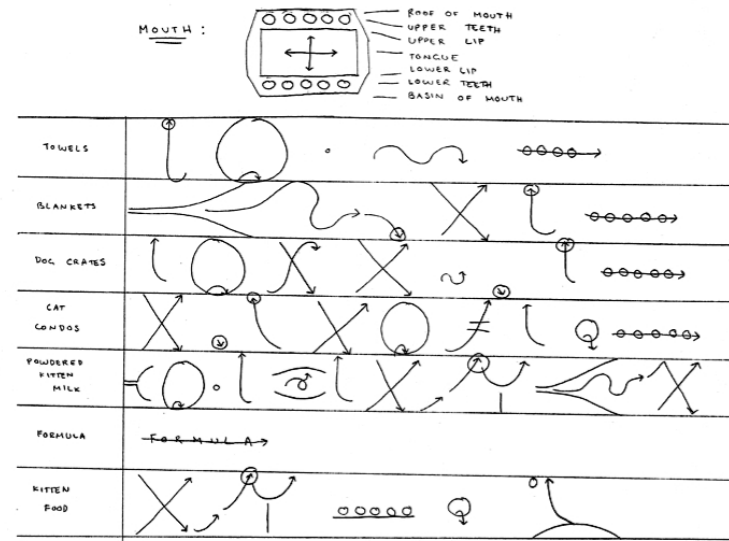 MOUTH:
ROOF OF MOUTH
UPPER TEETH
UPPER LIP
TONGUE
LOWER LIP
LOWER TEETH
BASIN OF MOUTH
TOWELS
BLANKETS
DOG CRATES
CAT
CONDOS
POWDERED
KITTEN
MILK
FORMULA
FORMULA
KITTEN
FOOD